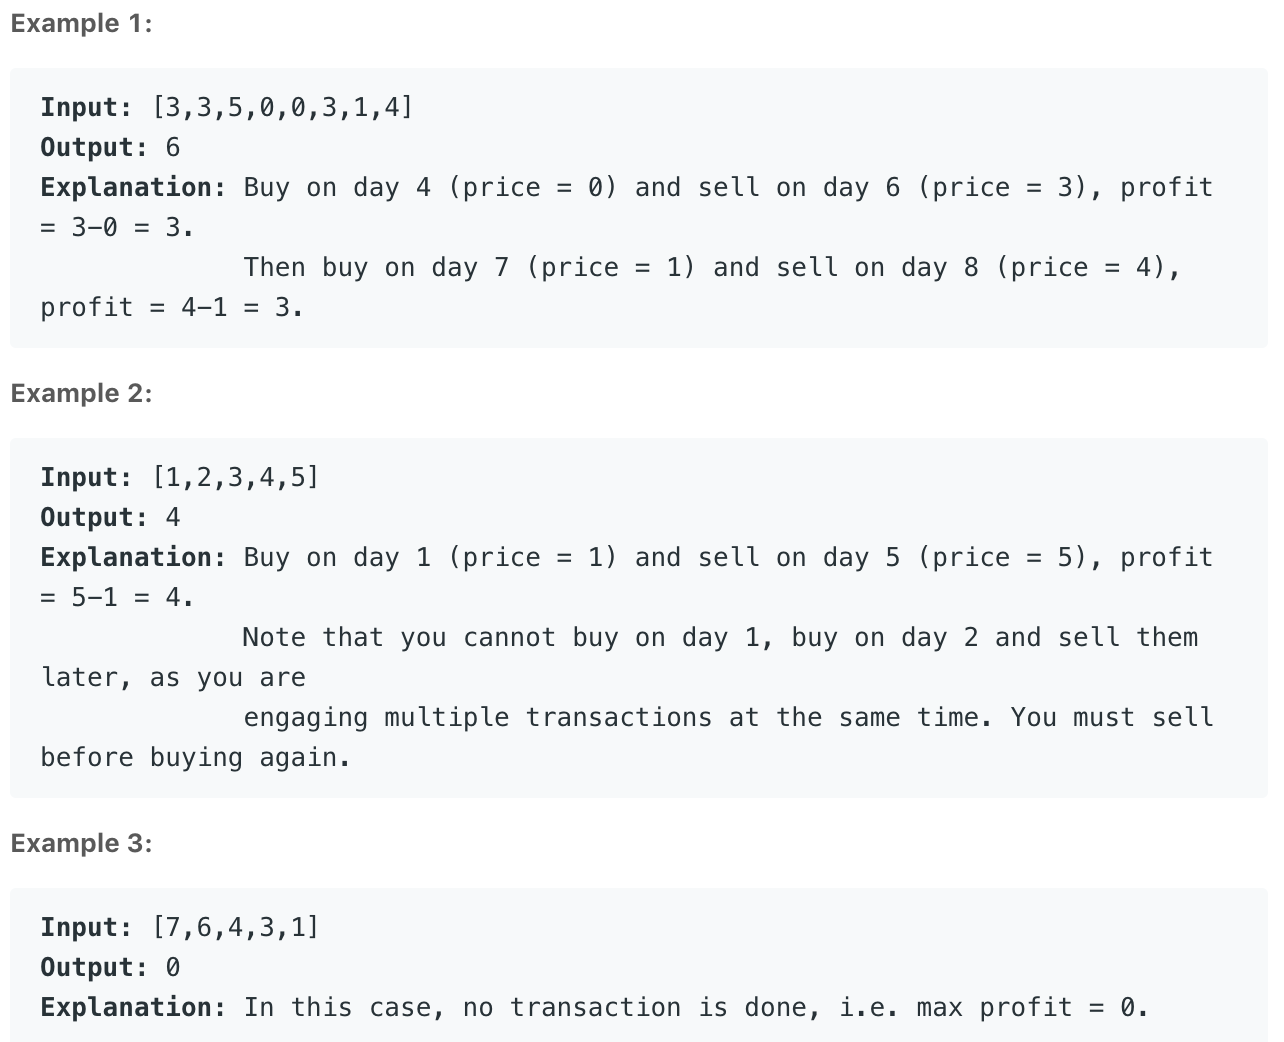 Example 1:
Input: [3,3,5,0,0,3,1,4]
Output: 6
Explanation: Buy on day 4 (price = 0) and sell on day 6 (price = 3), profit
= 3–0 = 3.
Then buy on day 7 (price = 1) and sell on day 8 (price = 4),
profit = 4–1 = 3.
Example 2:
Input: [1,2,3,4,5]
Output: 4
Explanation: Buy on day 1 (price = 1) and sell on day 5 (price = 5), profit
= 5–1 = 4.
Note that you cannot buy on day 1, buy on day 2 and sell them
later, as you are
engaging multiple transactions at the same time. You must sell
before buying again.
Example 3:
Input: [7,6,4,3,1]
Output: 0
Explanation: In this case, no transaction is done, i.e. max profit = 0.